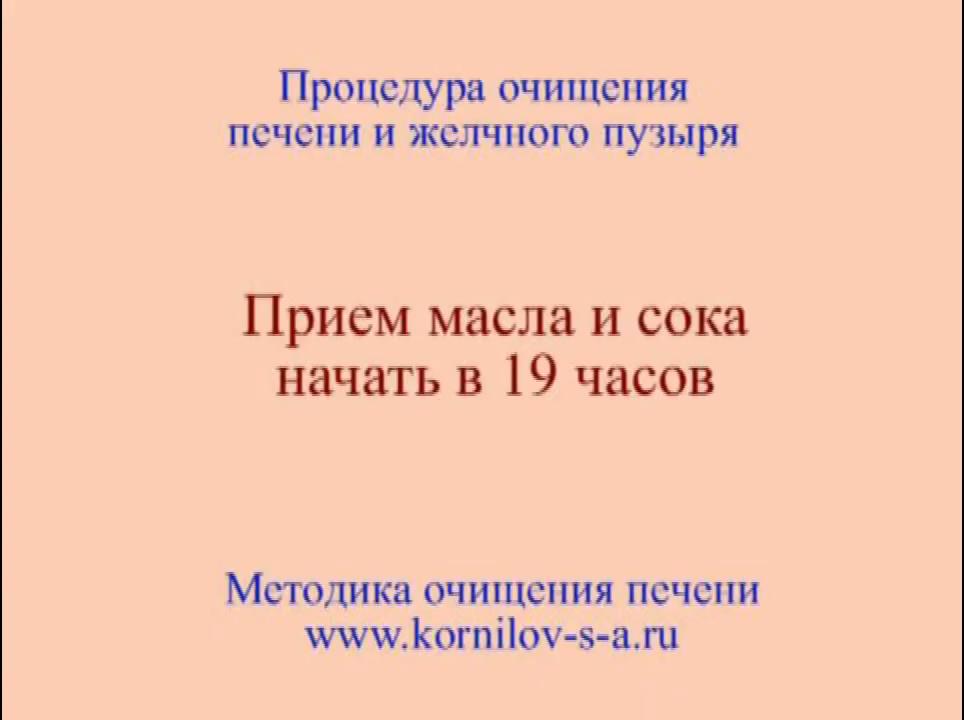 Процедура очищения
печени и желчного пузыря
Прием масла и сока
начать в 19 часов
Методика очищения печени
www.kornilov-s-a.ru